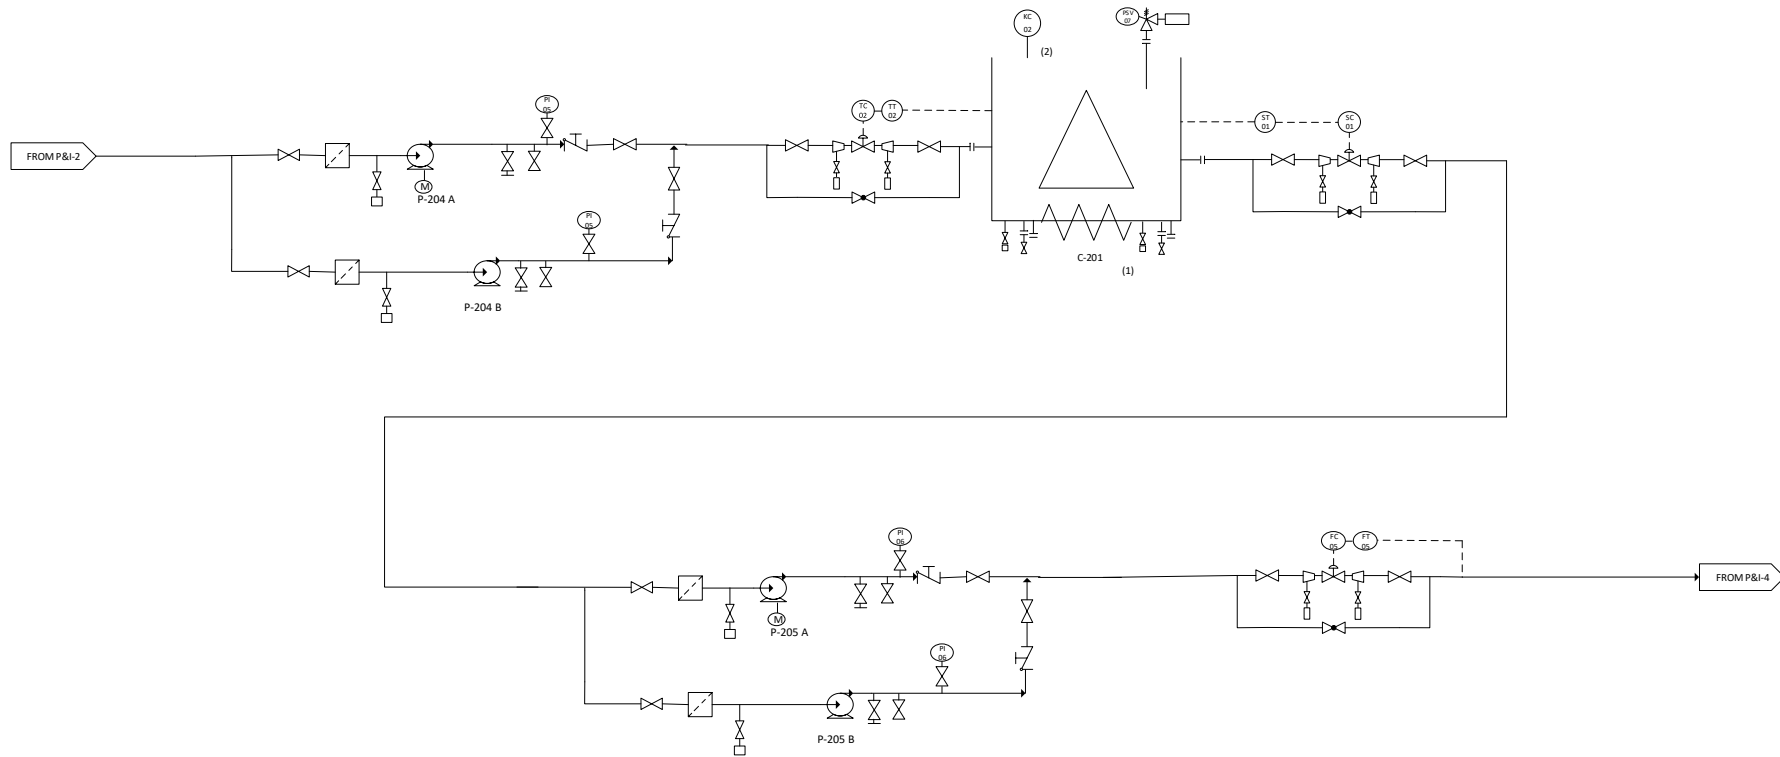 KC
02
PSV
07
(2)
PI
05
TC
02
TT
02
ST
01
SC
01
FROM P&I-2
M
P-204 A
PI
05
C-201
(1)
P-204 B
PI
06
FC
05
FT
05
FROM P&I-4
M
P-205 A
PI
06
P-205 B